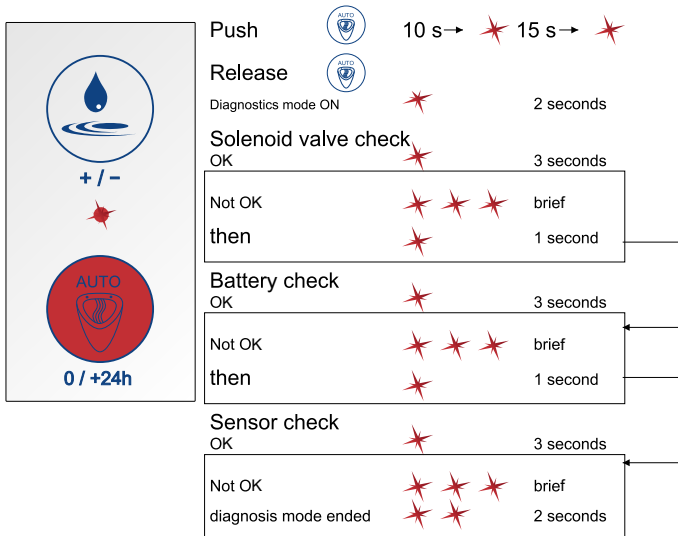 + / −
AUTO
0 / +24h
Push AUTO 10 s 15 s
Release AUTO
Diagnostics mode ON 2 seconds
Solenoid valve check
OK 3 seconds
Not OK brief
then 1 second
Battery check
OK 3 seconds
Not OK brief
then 1 second
Sensor check
OK 3 seconds
Not OK brief
diagnosis mode ended 2 seconds